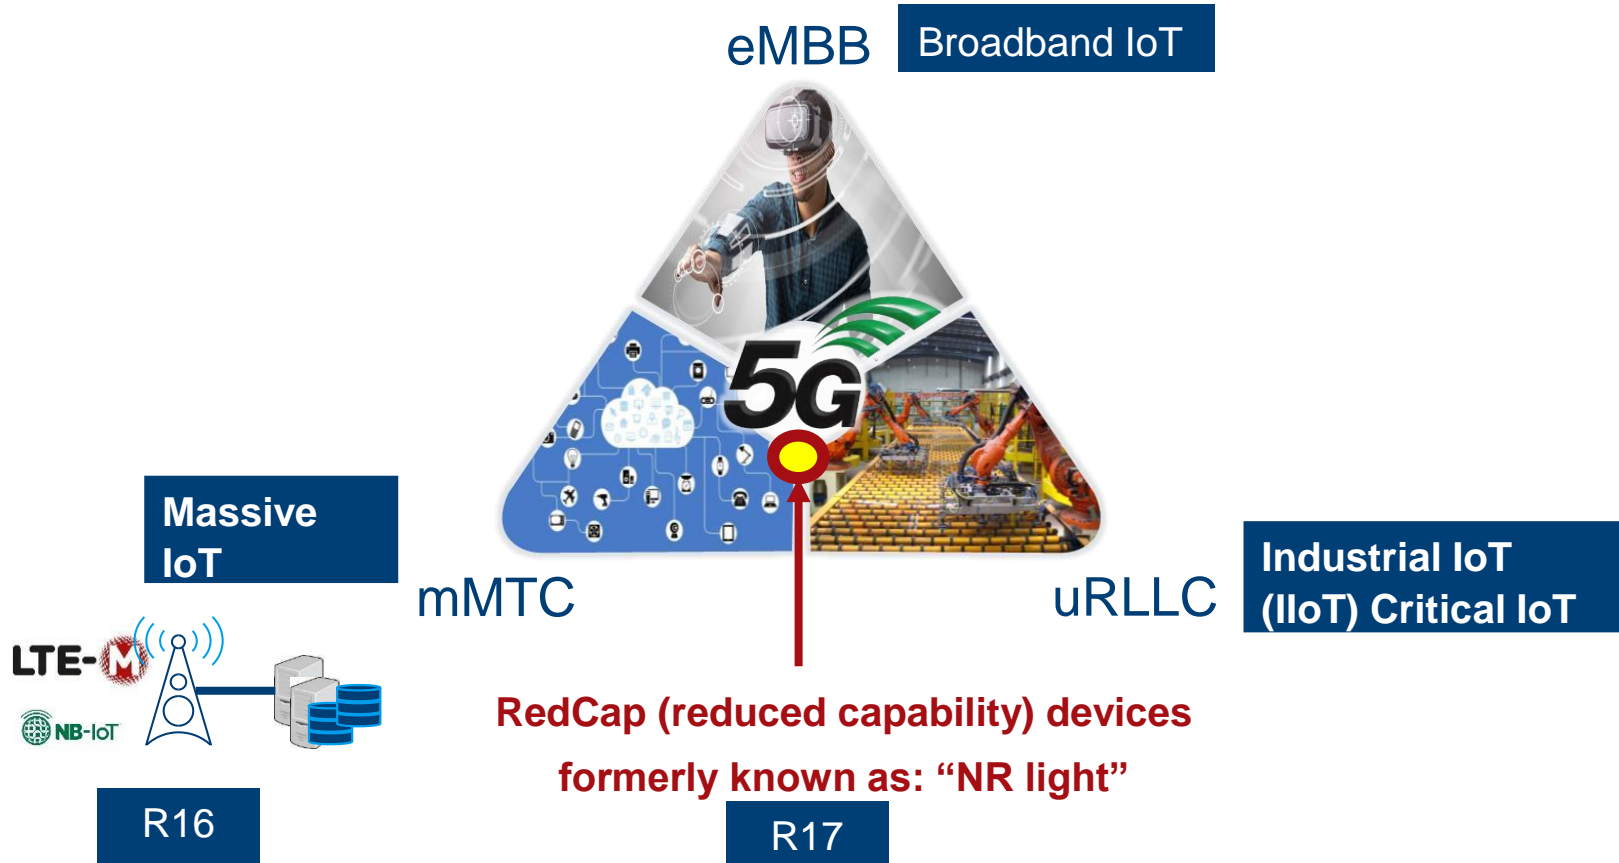 eMBB
Broadband IoT
5G
Massive
IoT
mMTC
uRLLC
Industrial IoT
(IIoT) Critical IoT
LTE-M
NB-IoT
RedCap (reduced capability) devices
formerly known as: “NR light”
R16
R17